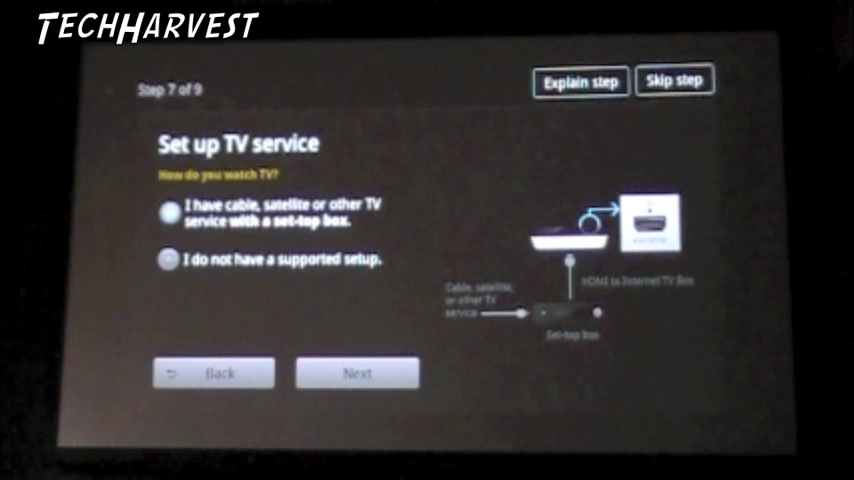 TECHHARVEST
Step 7 of 9
Explain step
Skip step
Set up TV service
How do you watch TV?
I have cable, satellite or other TV
service with a set-top box.
I do not have a supported setup.
Cable, satellite,
or other TV
service
HDMI to Internet TV Box
Set-top box
Back
Next